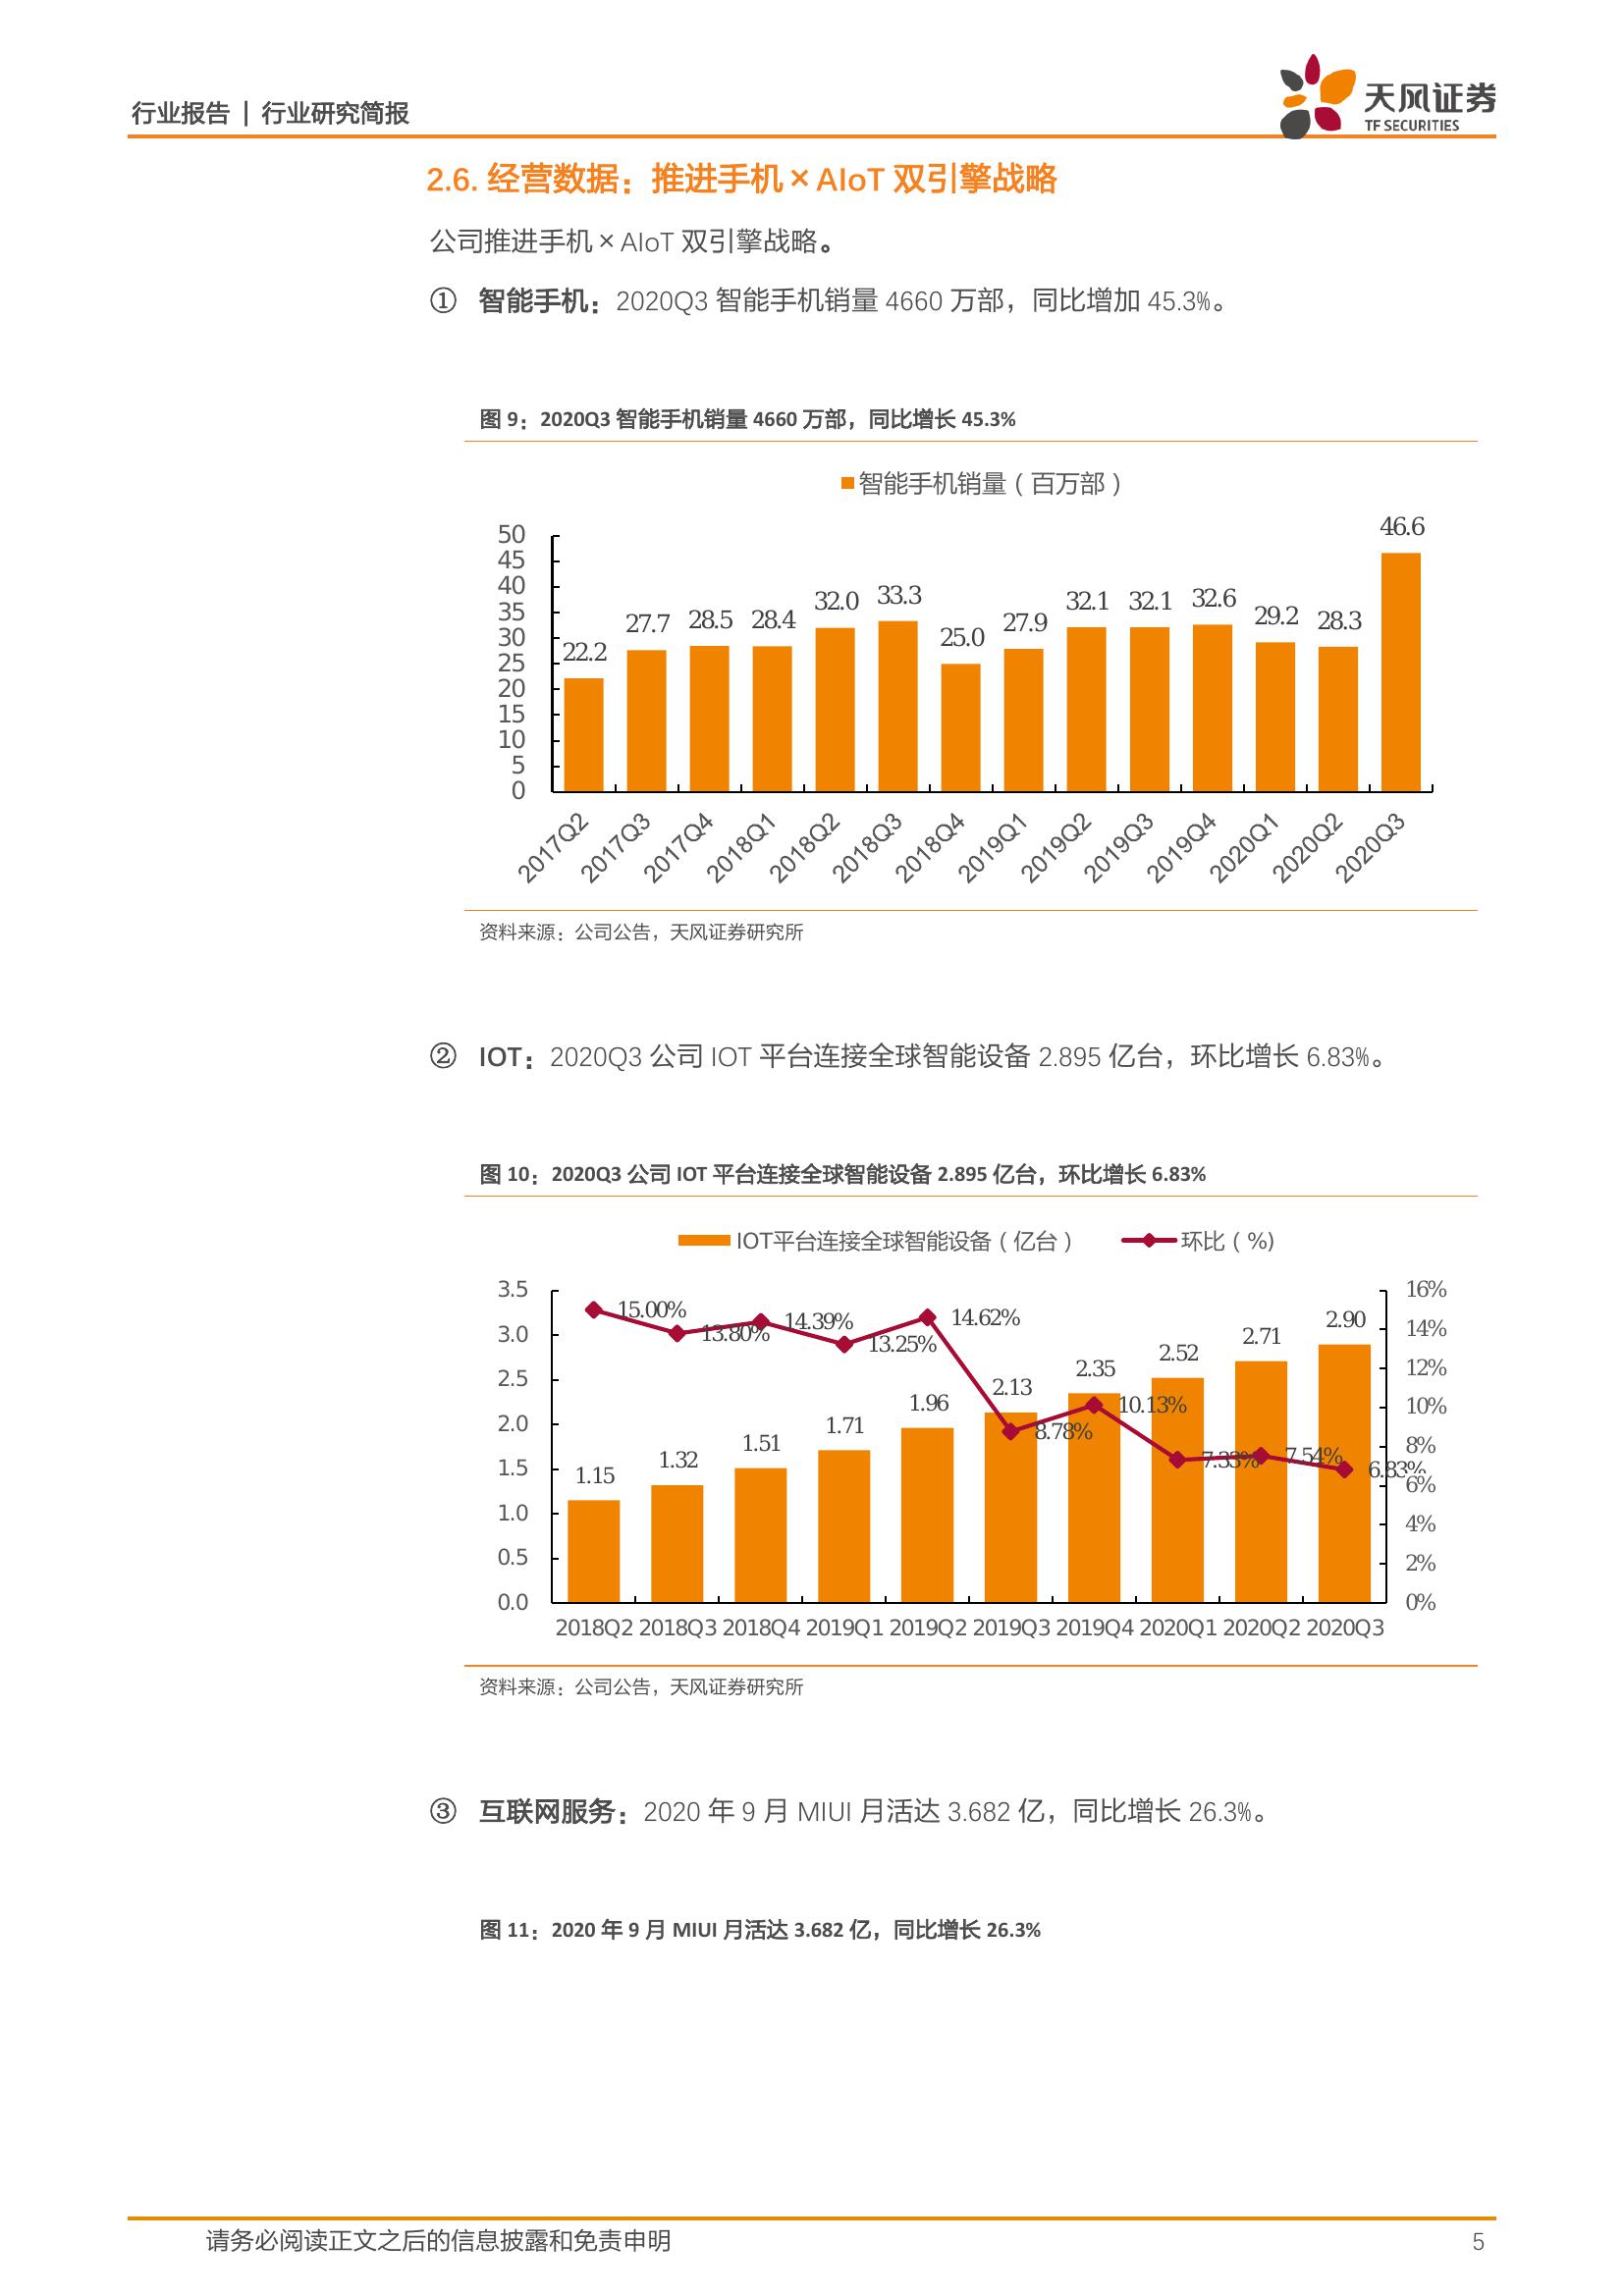 行业报告 | 行业研究简报
天风证券
TF SECURITIES
2.6. 经营数据：推进手机×AIoT 双引擎战略
公司推进手机×AIoT 双引擎战略。
① 智能手机：2020Q3 智能手机销量 4660 万部，同比增加 45.3%。
图 9：2020Q3 智能手机销量 4660 万部，同比增长 45.3%
智能手机销量（百万部）
50
45
40
35
30
25
20
15
10
5
0
22.2 27.7 28.5 28.4 32.0 33.3 25.0 27.9 32.1 32.1 32.6 29.2 28.3 46.6
2017Q2 2017Q3 2017Q4 2018Q1 2018Q2 2018Q3 2018Q4 2019Q1 2019Q2 2019Q3 2019Q4 2020Q1 2020Q2 2020Q3
资料来源：公司公告，天风证券研究所
② IOT：2020Q3 公司 IOT 平台连接全球智能设备 2.895 亿台，环比增长 6.83%。
图 10：2020Q3 公司 IOT 平台连接全球智能设备 2.895 亿台，环比增长 6.83%
IOT平台连接全球智能设备（亿台） 环比（%)
3.5
3.0
2.5
2.0
1.5
1.0
0.5
0.0
15.00% 13.80% 14.39% 13.25% 14.62% 8.78% 10.13% 7.33% 7.54% 6.83%
1.15 1.32 1.51 1.71 1.96 2.13 2.35 2.52 2.71 2.90
16%
14%
12%
10%
8%
6%
4%
2%
0%
2018Q2 2018Q3 2018Q4 2019Q1 2019Q2 2019Q3 2019Q4 2020Q1 2020Q2 2020Q3
资料来源：公司公告，天风证券研究所
③ 互联网服务：2020 年 9 月 MIUI 月活达 3.682 亿，同比增长 26.3%。
图 11：2020 年 9 月 MIUI 月活达 3.682 亿，同比增长 26.3%
请务必阅读正文之后的信息披露和免责申明 5